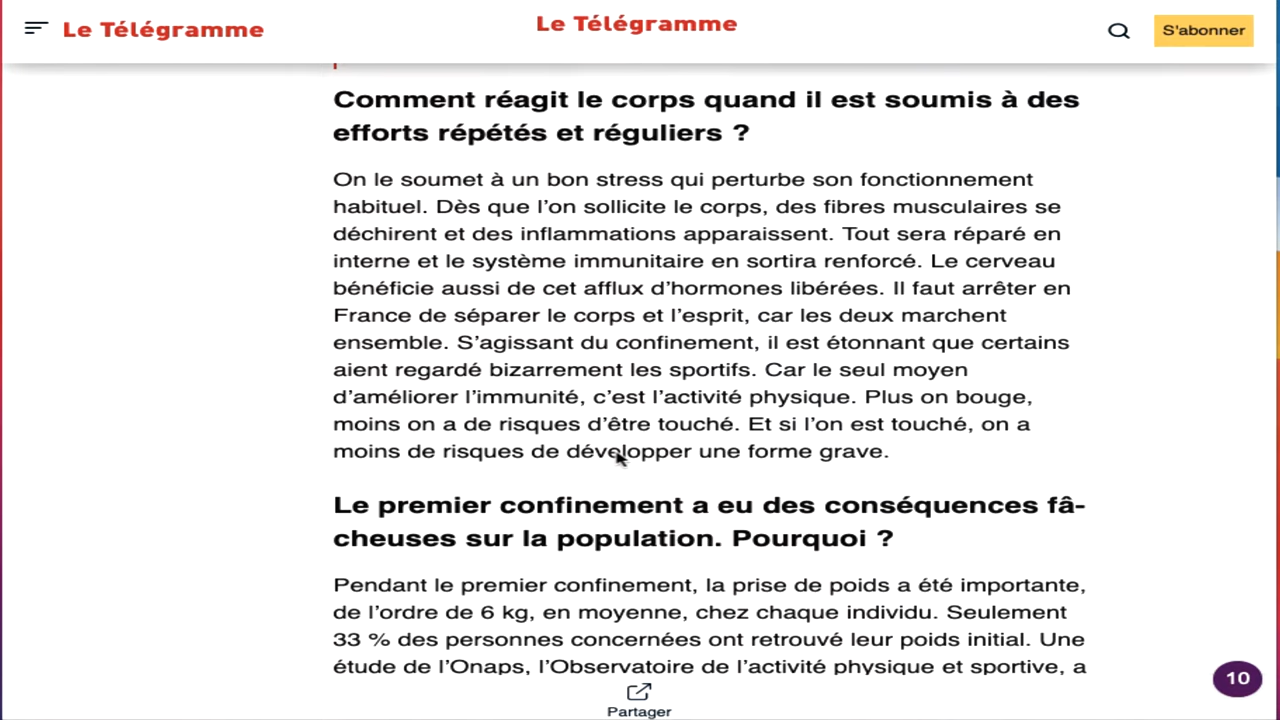 Le Télégramme
Le Télégramme
S'abonner
Comment réagit le corps quand il est soumis à des
efforts répétés et réguliers ?
On le soumet à un bon stress qui perturbe son fonctionnement
habituel. Dès que l’on sollicite le corps, des fibres musculaires se
déchirent et des inflammations apparaissent. Tout sera réparé en
interne et le système immunitaire en sortira renforcé. Le cerveau
bénéficie aussi de cet afflux d’hormones libérées. Il faut arrêter en
France de séparer le corps et l’esprit, car les deux marchent
ensemble. S’agissant du confinement, il est étonnant que certains
aient regardé bizarrement les sportifs. Car le seul moyen
d’améliorer l’immunité, c’est l’activité physique. Plus on bouge,
moins on a de risques d’être touché. Et si l’on est touché, on a
moins de risques de développer une forme grave.
Le premier confinement a eu des conséquences fâ-
cheuses sur la population. Pourquoi ?
Pendant le premier confinement, la prise de poids a été importante,
de l’ordre de 6 kg, en moyenne, chez chaque individu. Seulement
33 % des personnes concernées ont retrouvé leur poids initial. Une
étude de l’Onaps, l’Observatoire de l’activité physique et sportive, a
10
Partager